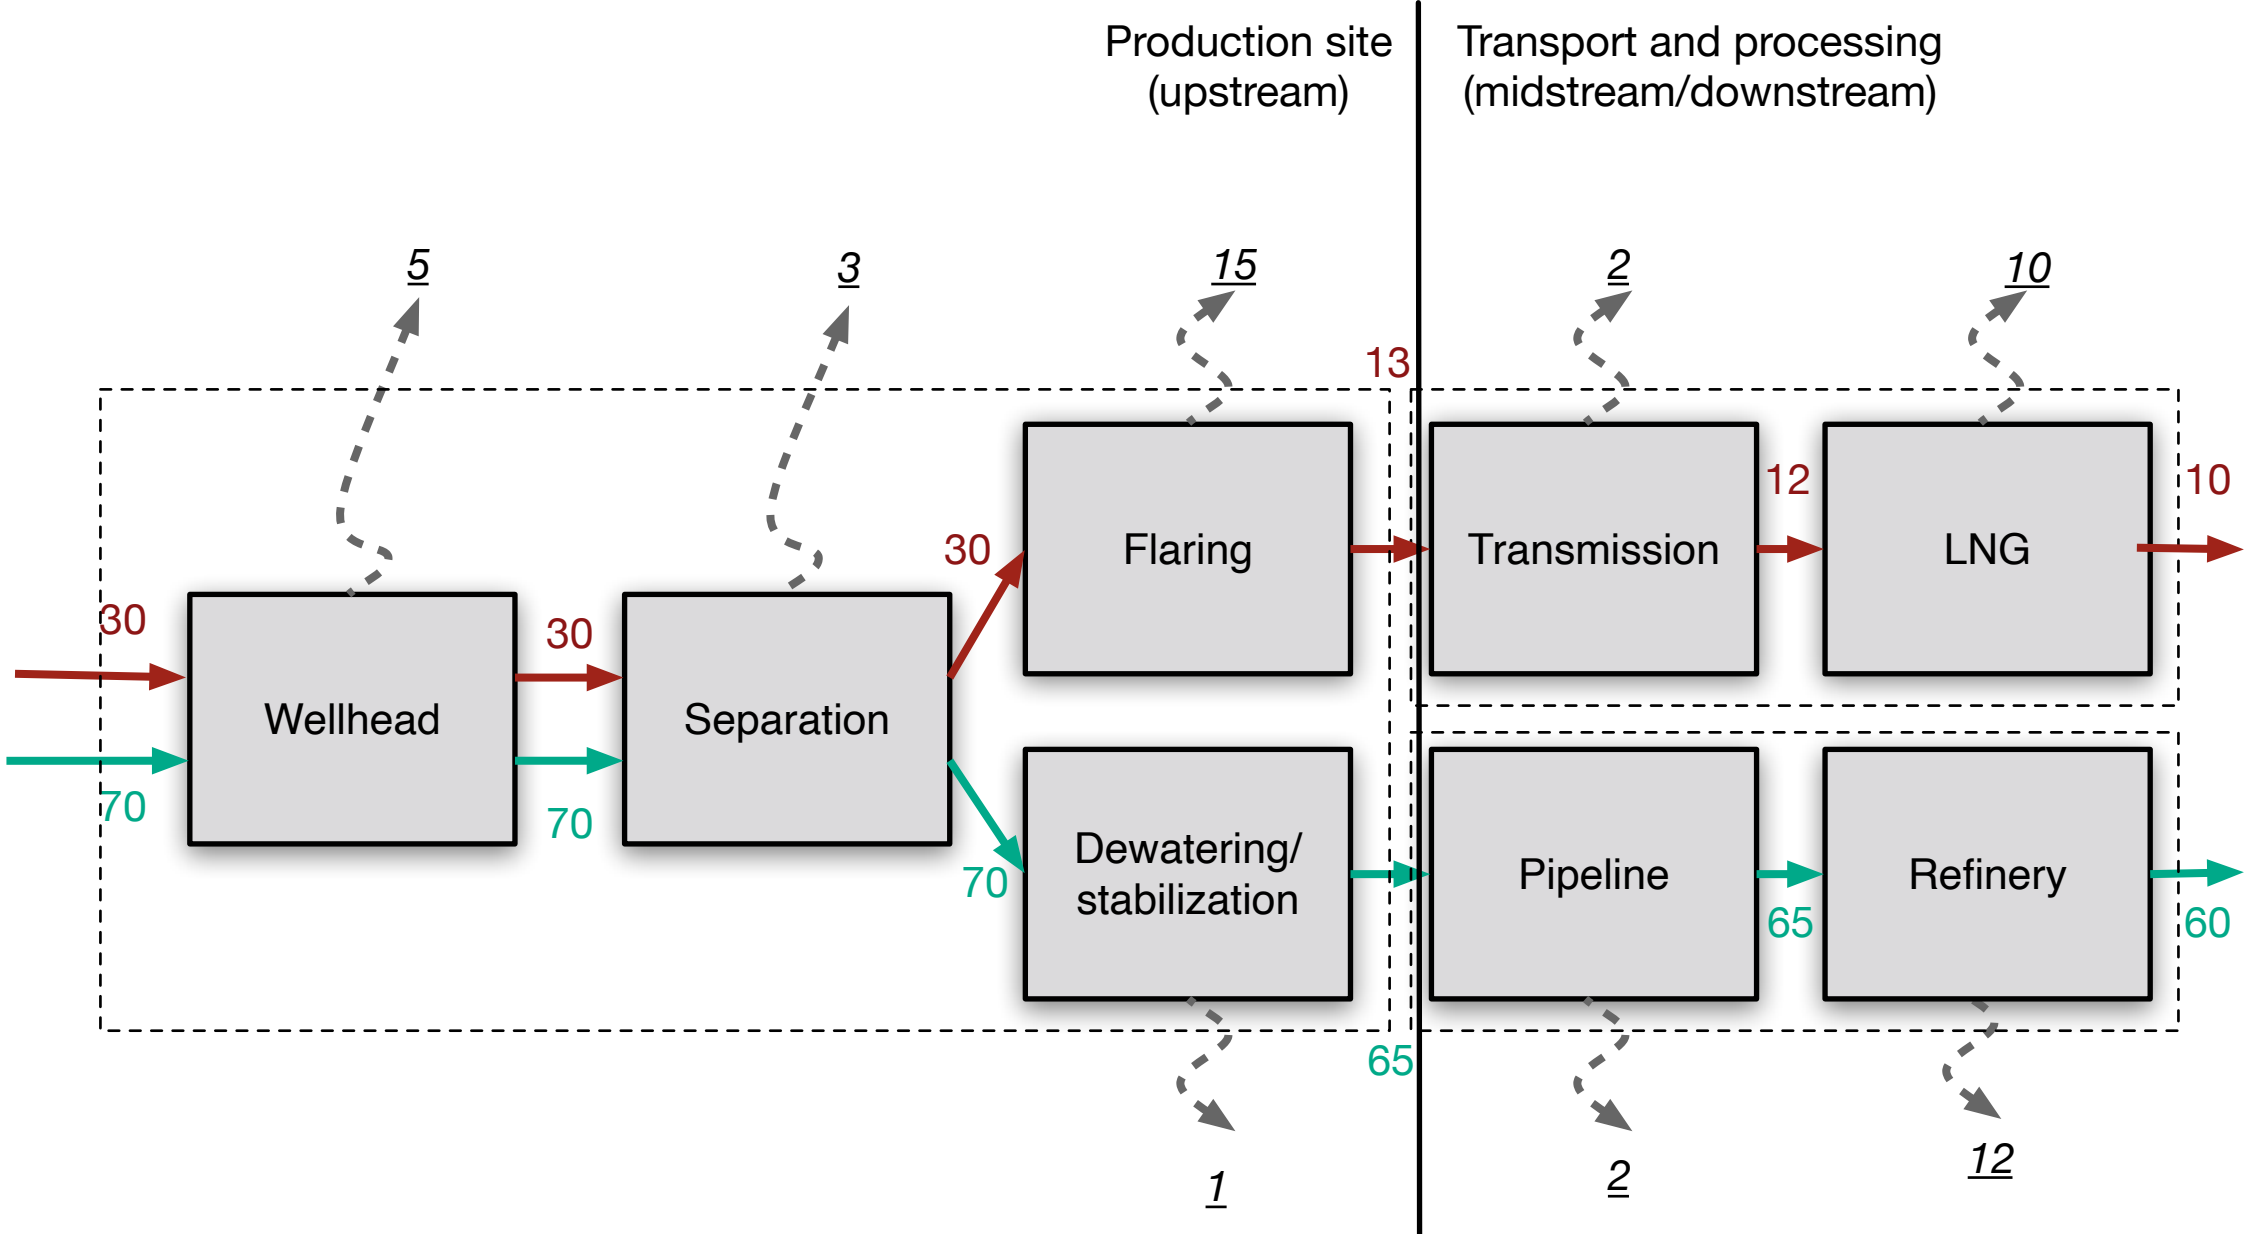 Production site
(upstream)
Transport and processing
(midstream/downstream)
5
3
15
2
10
13
30
30
30
12
10
Flaring
Transmission
LNG
Wellhead
Separation
70
70
70
Dewatering/
stabilization
Pipeline
Refinery
65
60
65
1
2
12